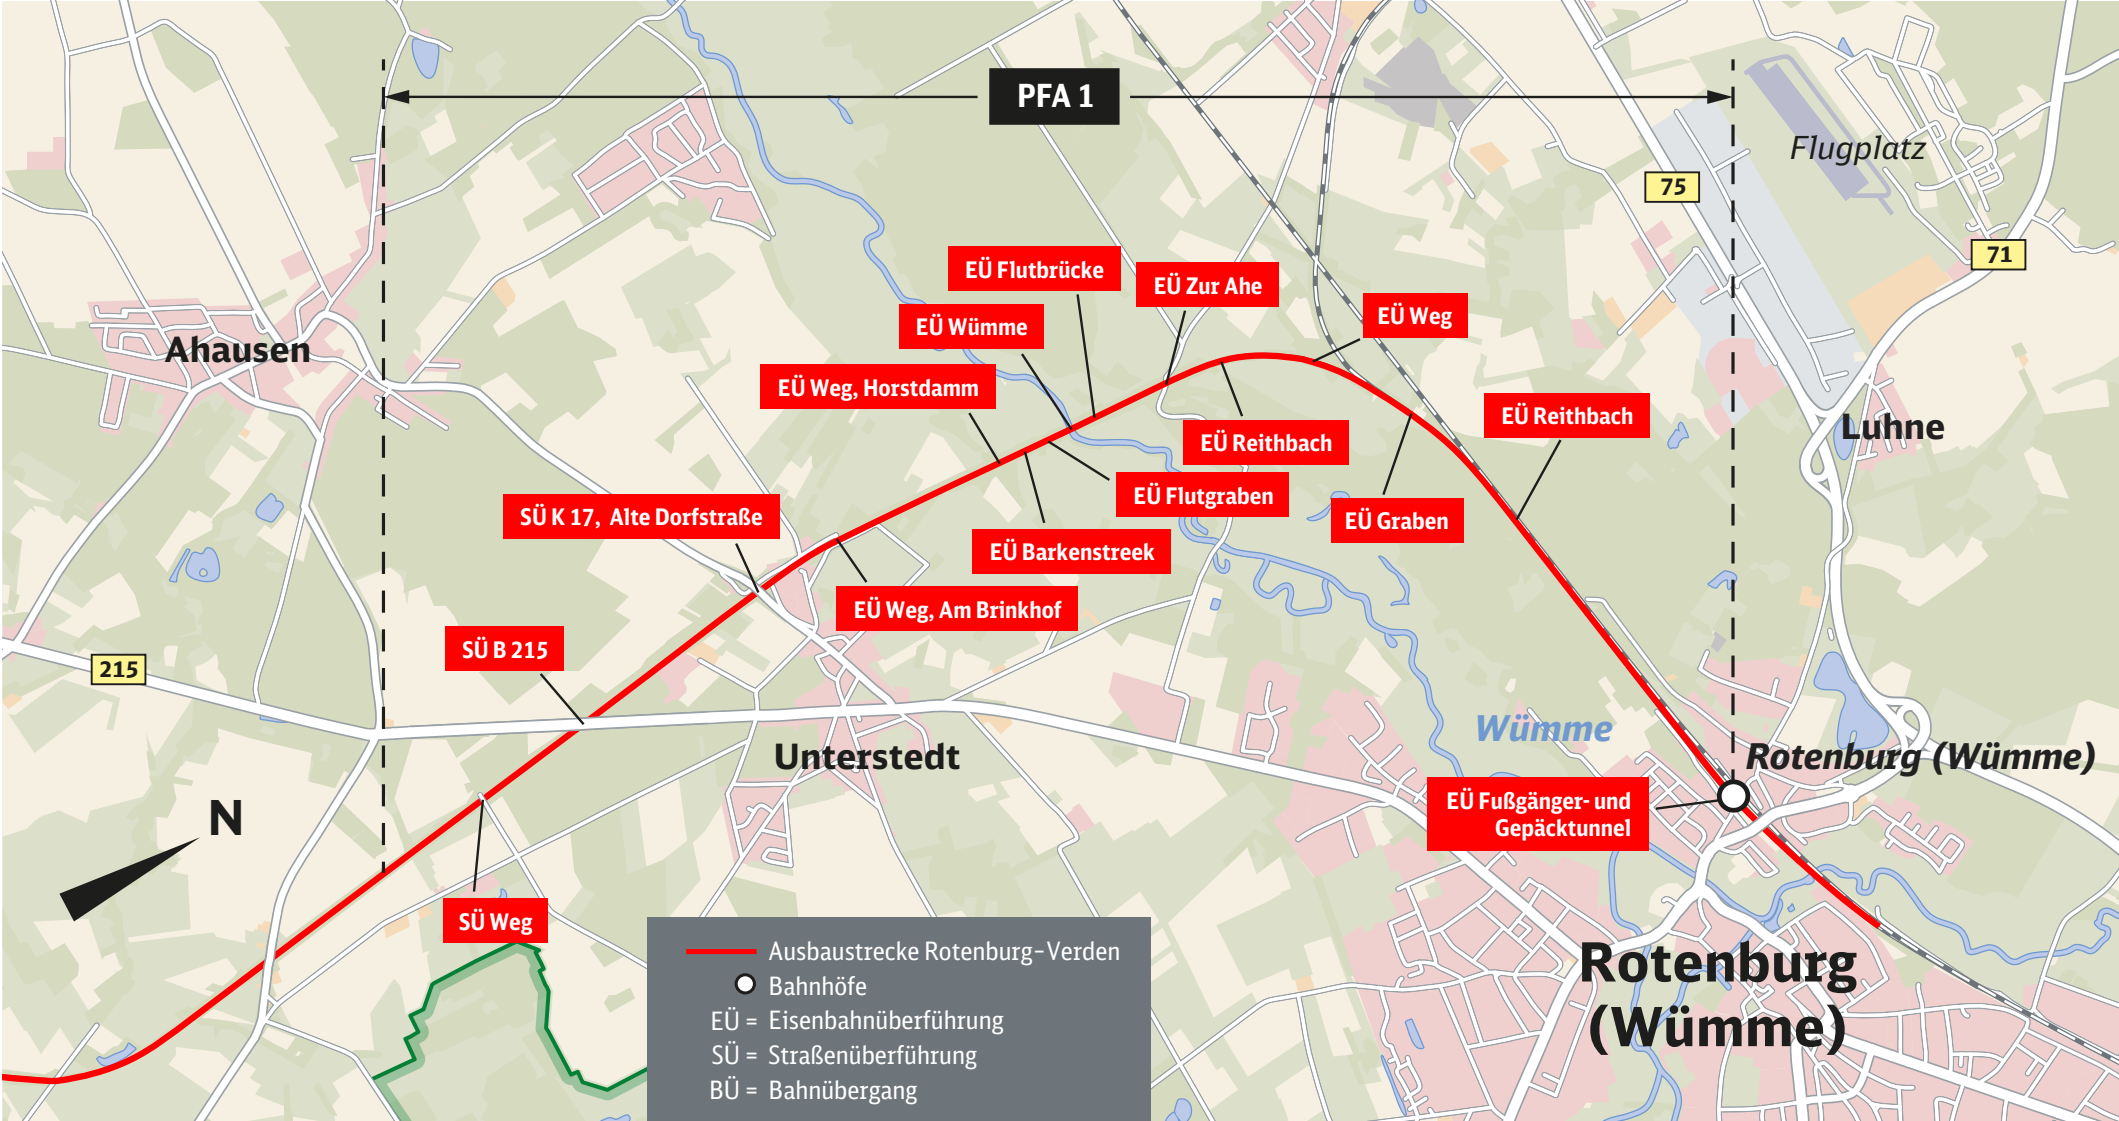 PFA 1
Flugplatz
75
71
EÜ Flutbrücke
EÜ Zur Ahe
EÜ Wümme
EÜ Weg
Ahausen
EÜ Weg, Horstdamm
EÜ Reithbach
Luhne
EÜ Reithbach
EÜ Flutgraben
SÜ K 17, Alte Dorfstraße
EÜ Graben
EÜ Barkenstreek
EÜ Weg, Am Brinkhof
SÜ B 215
215
Wümme
Unterstedt
Rotenburg (Wümme)
EÜ Fußgänger- und
Gepäcktunnel
N
SÜ Weg
Rotenburg
(Wümme)
Ausbaustrecke Rotenburg–Verden
Bahnhöfe
EÜ = Eisenbahnüberführung
SÜ = Straßenüberführung
BÜ = Bahnübergang